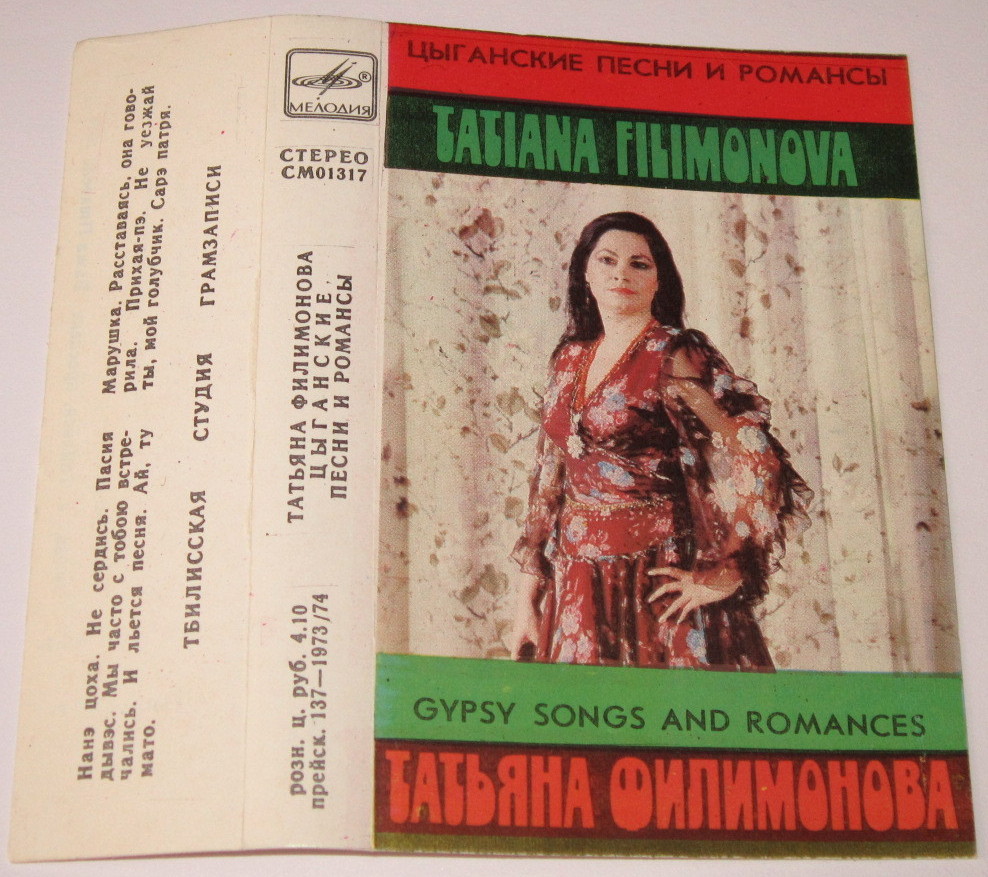 Нанэ цоха. Не сердись. Пасия
дывэс. Мы часто с тобою встре-
чались. И льется песня. Ай, ту
мато.
Марушка. Расставаясь, она гово-
рила. Прихая-пэ. Не уезжай
ты, мой голубчик. Сарэ патря.
ТБИЛИССКАЯ СТУДИЯ ГРАМЗАПИСИ
®
МЕЛОДИЯ
СТЕРЕО
СМ01317
ТАТЬЯНА ФИЛИМОНОВА
ЦЫГАНСКИЕ
ПЕСНИ И РОМАНСЫ
розн. ц. руб. 4.10
прейск. 137—1973/74
ЦЫГАНСКИЕ ПЕСНИ И РОМАНСЫ
TATIANA FILIMONOVA
GYPSY SONGS AND ROMANCES
ТАТЬЯНА ФИЛИМОНОВА